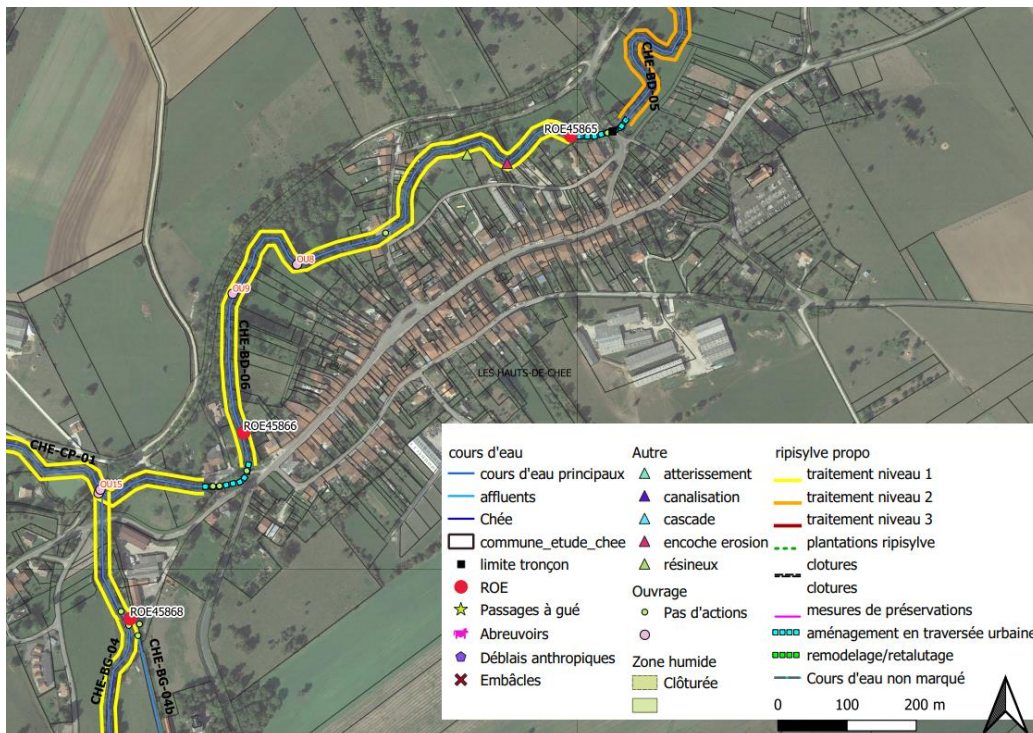 CHE-BD-05
ROE45865
OU8
OU9
CHE-BD-06
LES HAUTS-DE-CHEE
ROE45866
CHE-CP-01
OU15
ROE45868
CHE-BG-04
CHE-BG-04b
cours d'eau
cours d'eau principaux
affluents
Chée
commune_etude_chee
limite tronçon
ROE
Passages à gué
Abreuvoirs
Déblais anthropiques
Embâcles
Autre
atterissement
canalisation
cascade
encoche erosion
résineux
Ouvrage
Pas d'actions
Zone humide
Clôturée
ripisylve propo
traitement niveau 1
traitement niveau 2
traitement niveau 3
plantations ripisylve
clotures
clotures
mesures de préservations
aménagement en traversée urbaine
remodelage/retalutage
Cours d'eau non marqué
0 100 200 m